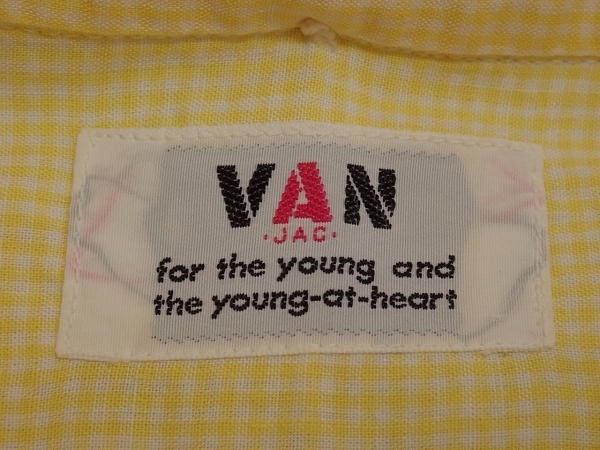 VAN
·JAC·
for the young and
the young-at-heart